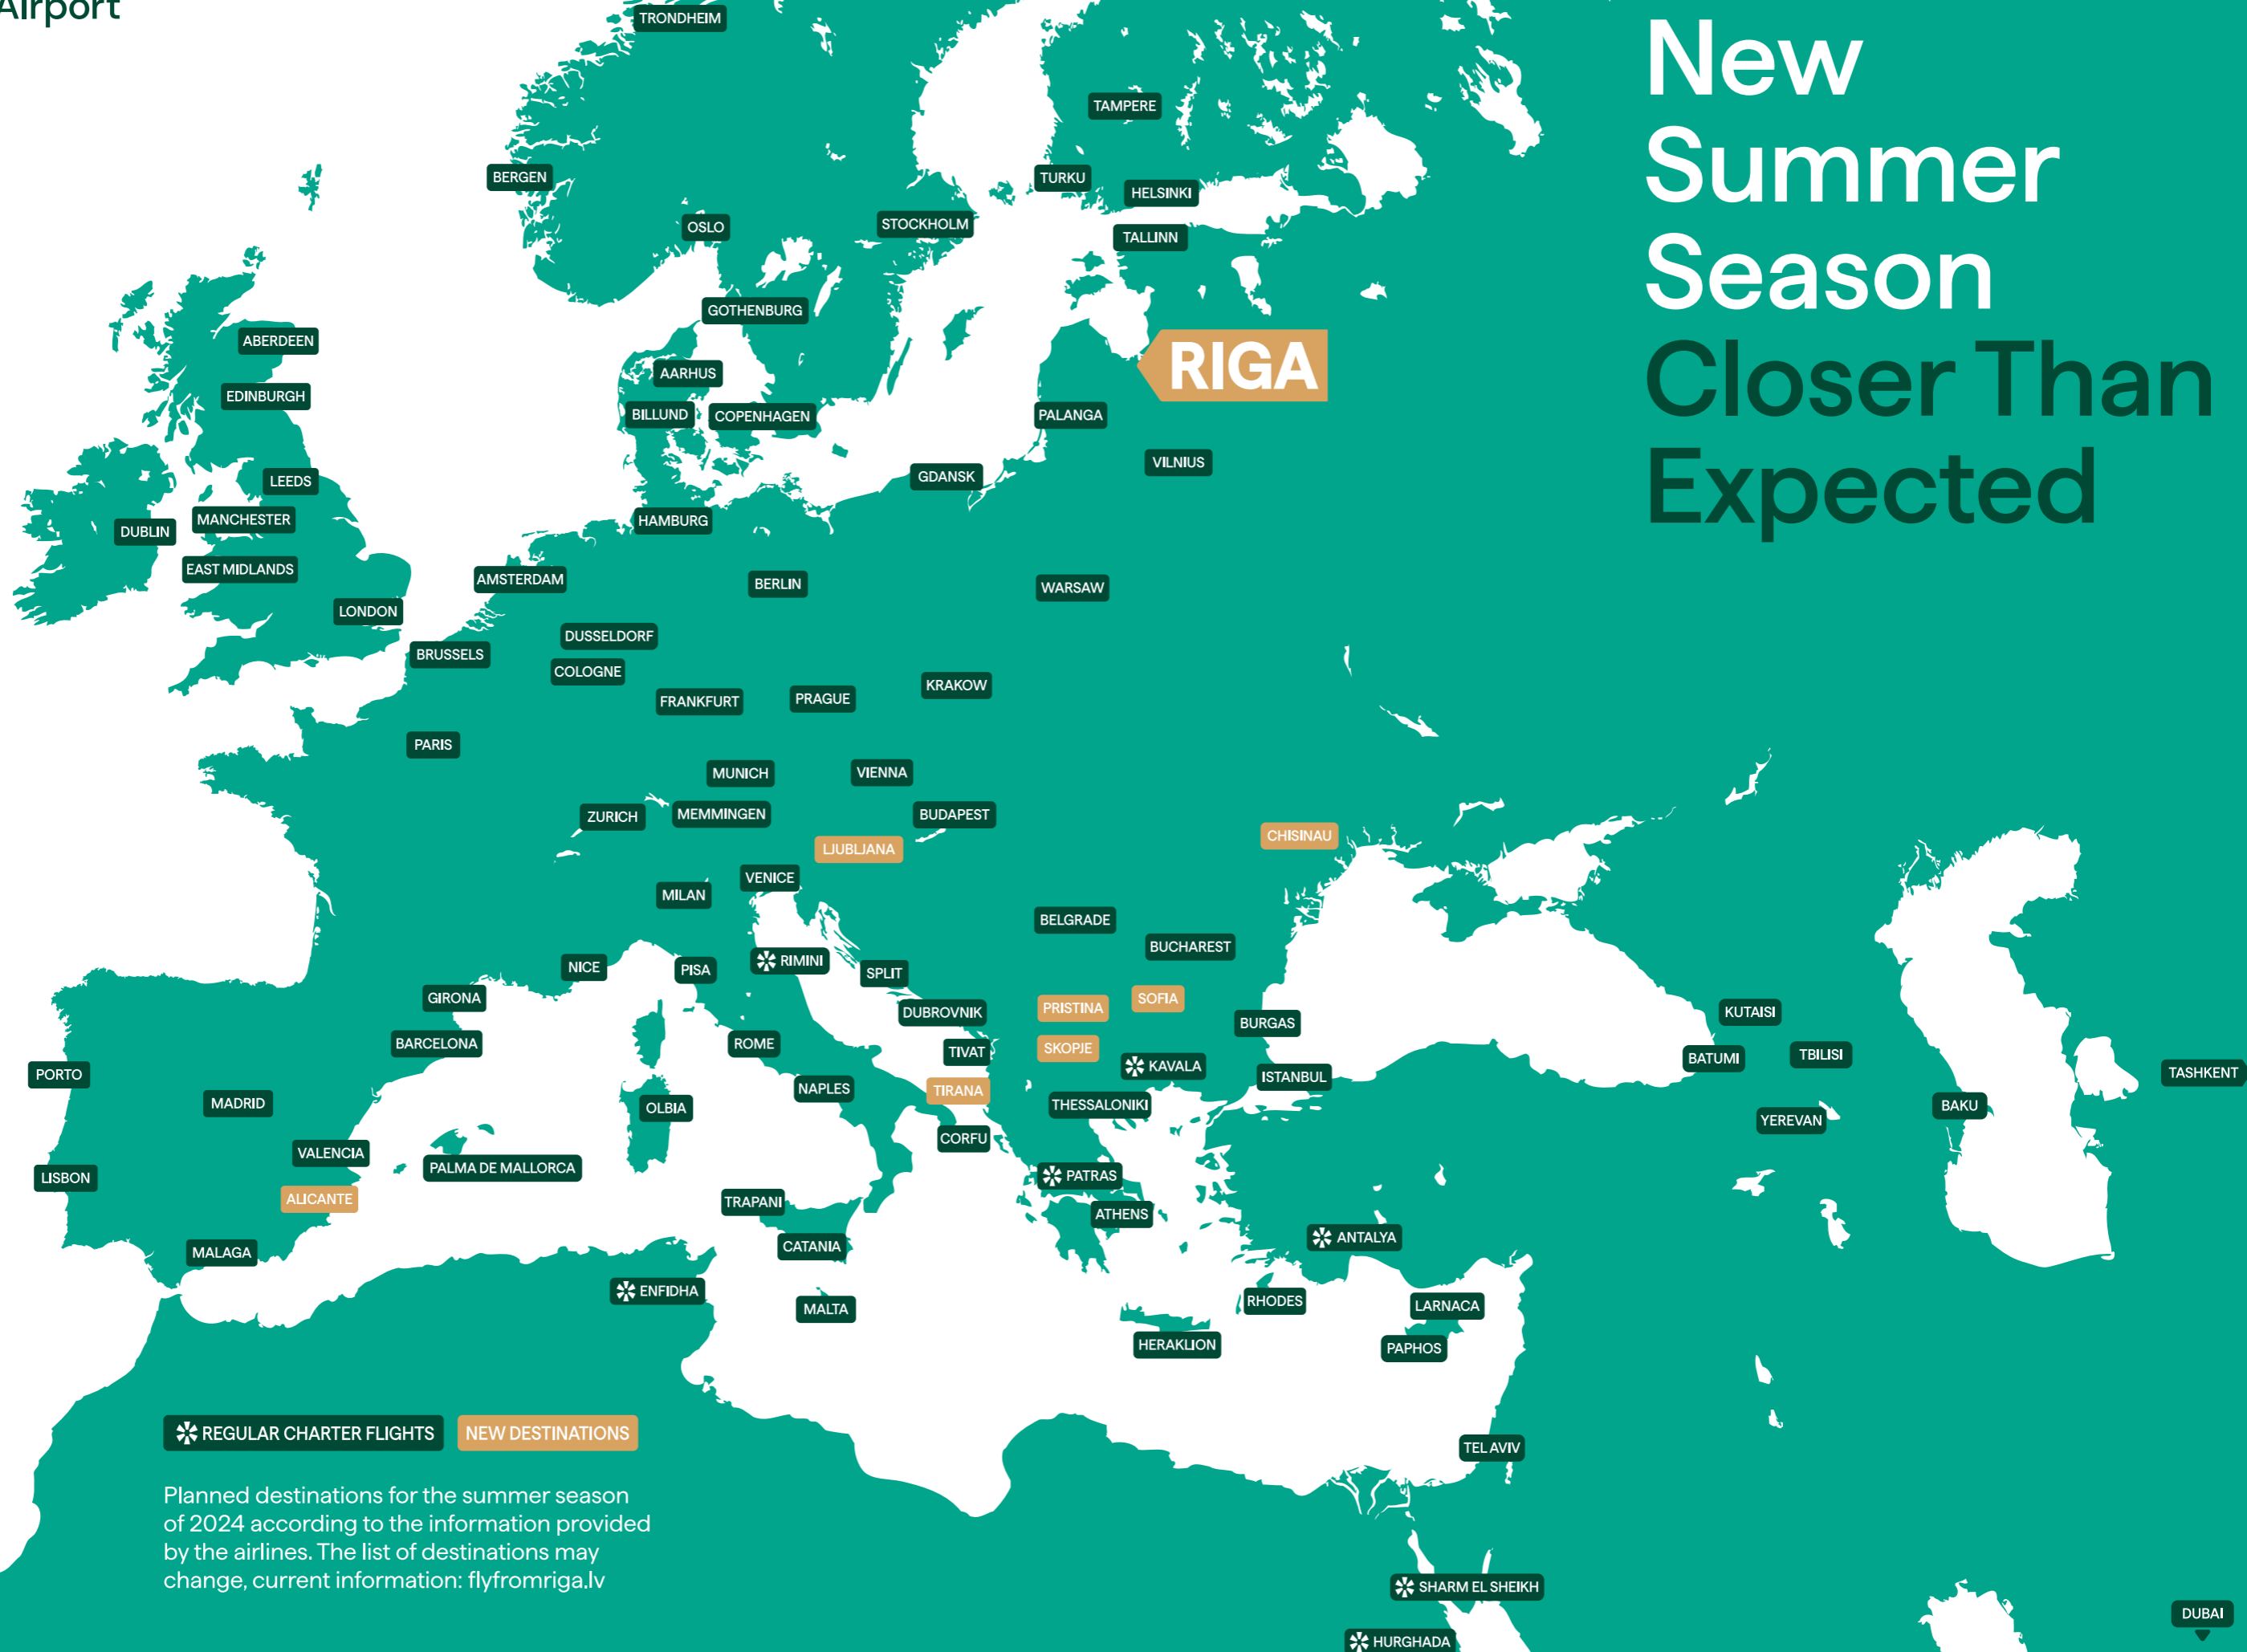 Airport
New
Summer
Season
Closer Than
Expected
TRONDHEIM
TAMPERE
BERGEN
TURKU
HELSINKI
OSLO
STOCKHOLM
TALLINN
GOTHENBURG
ABERDEEN
RIGA
AARHUS
EDINBURGH
BILLUND
COPENHAGEN
PALANGA
VILNIUS
GDANSK
LEEDS
MANCHESTER
HAMBURG
DUBLIN
EAST MIDLANDS
AMSTERDAM
BERLIN
WARSAW
LONDON
DUSSELDORF
BRUSSELS
COLOGNE
KRAKOW
FRANKFURT
PRAGUE
PARIS
MUNICH
VIENNA
ZURICH
MEMMINGEN
BUDAPEST
CHISINAU
LJUBLJANA
VENICE
MILAN
BELGRADE
BUCHAREST
RIMINI
NICE
PISA
SPLIT
GIRONA
PRISTINA
SOFIA
DUBROVNIK
KUTAISI
BURGAS
BARCELONA
ROME
TIVAT
SKOPJE
BATUMI
TBILISI
KAVALA
TASHKENT
PORTO
ISTANBUL
NAPLES
TIRANA
MADRID
OLBIA
THESSALONIKI
BAKU
YEREVAN
CORFU
VALENCIA
PALMA DE MALLORCA
LISBON
PATRAS
ALICANTE
TRAPANI
ATHENS
ANTALYA
MALAGA
CATANIA
ENFIDHA
RHODES
LARNACA
MALTA
HERAKLION
PAPHOS
TEL AVIV
SHARM EL SHEIKH
DUBAI
HURGHADA
REGULAR CHARTER FLIGHTS
NEW DESTINATIONS
Planned destinations for the summer season
of 2024 according to the information provided
by the airlines. The list of destinations may
change, current information: flyfromriga.lv